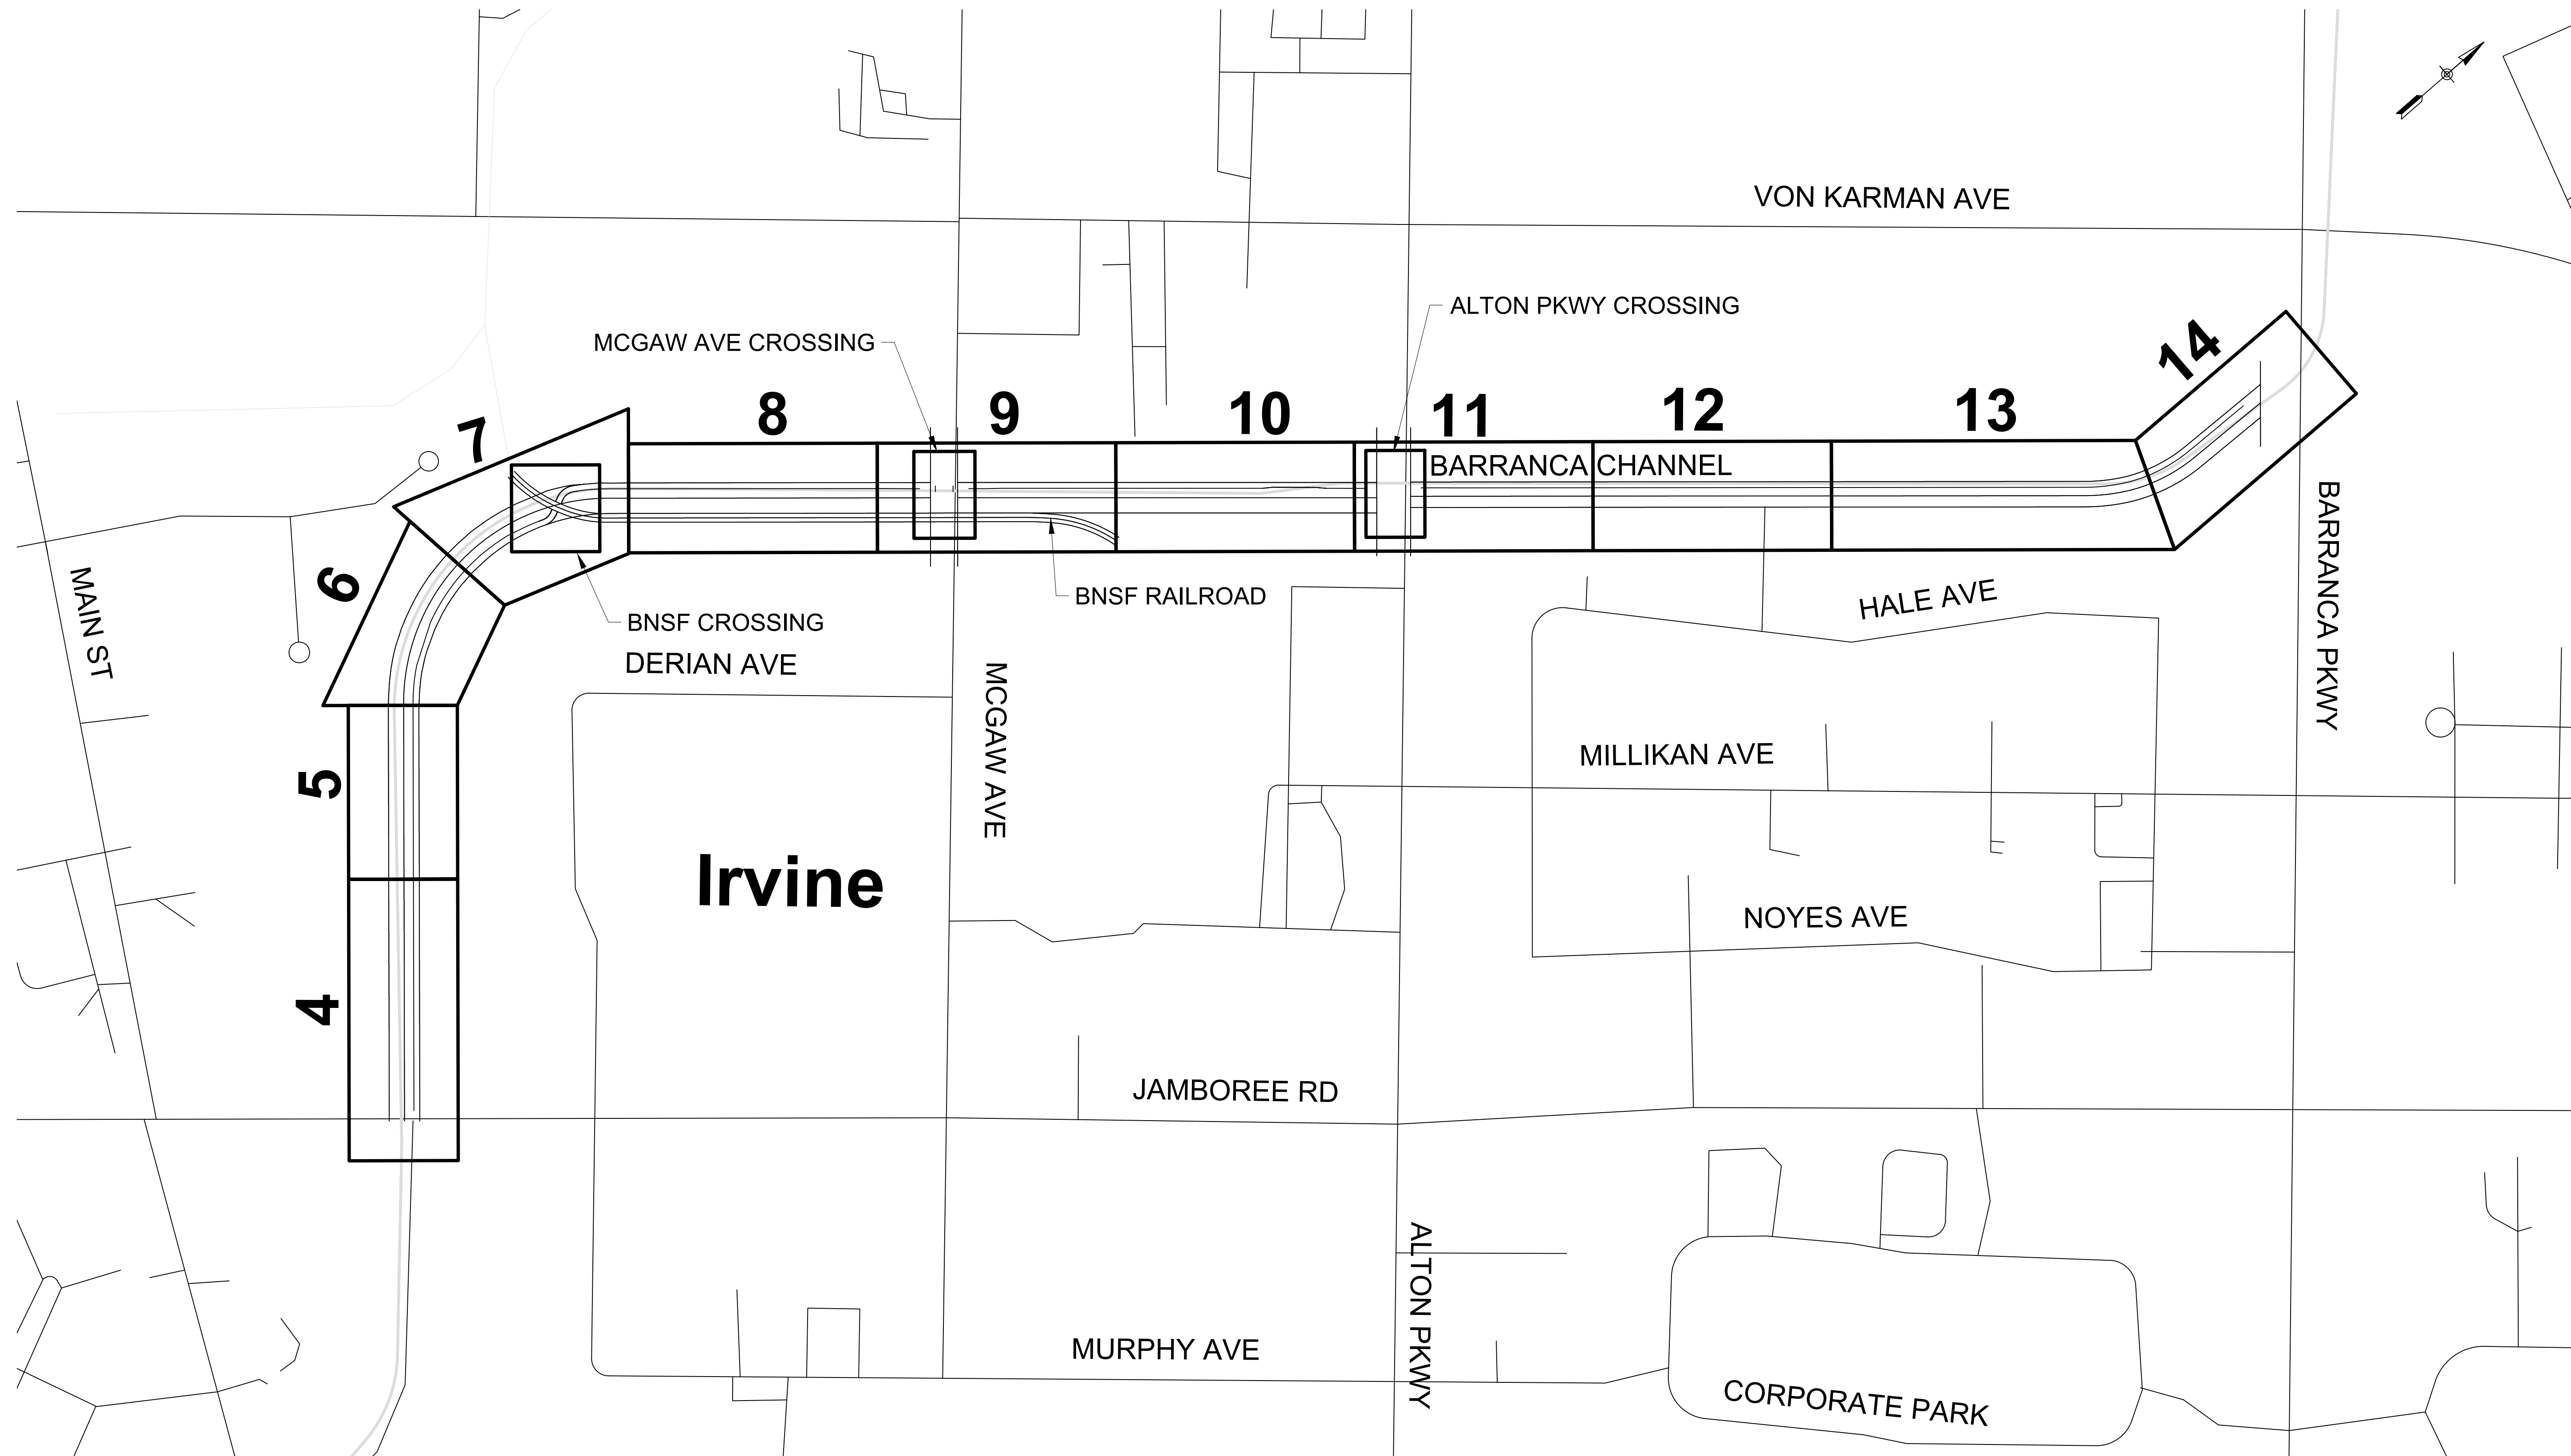 VON KARMAN AVE
ALTON PKWY CROSSING
MCGAW AVE CROSSING
14
7
8
9
10
11
12
13
BARRANCA CHANNEL
6
MAIN ST
BNSF RAILROAD
BNSF CROSSING
HALE AVE
BARRANCA PKWY
DERIAN AVE
MCGAW AVE
MILLIKAN AVE
5
Irvine
NOYES AVE
4
JAMBOREE RD
ALTON PKWY
MURPHY AVE
CORPORATE PARK